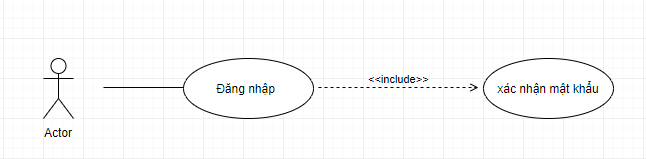 <<include>>
Đăng nhập
xác nhận mật khẩu
Actor